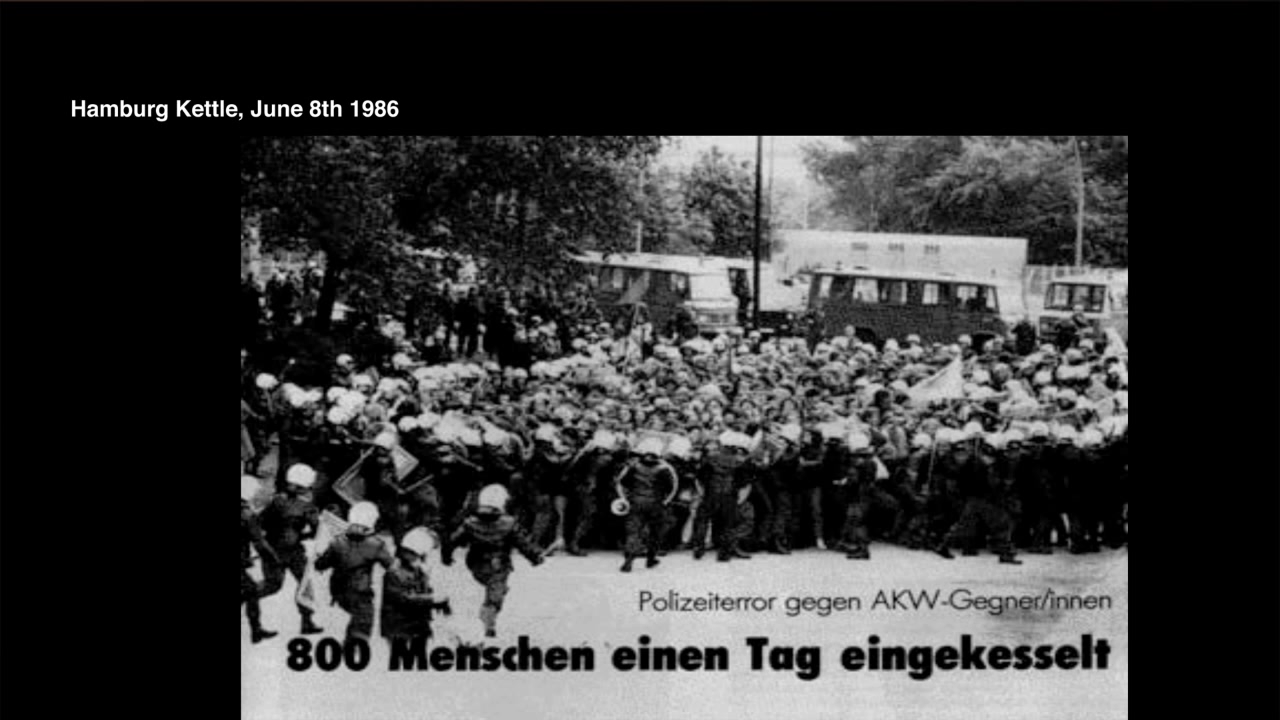 Hamburg Kettle, June 8th 1986
Polizeiterror gegen AKW-Gegner/innen
800 Menschen einen Tag eingekesselt